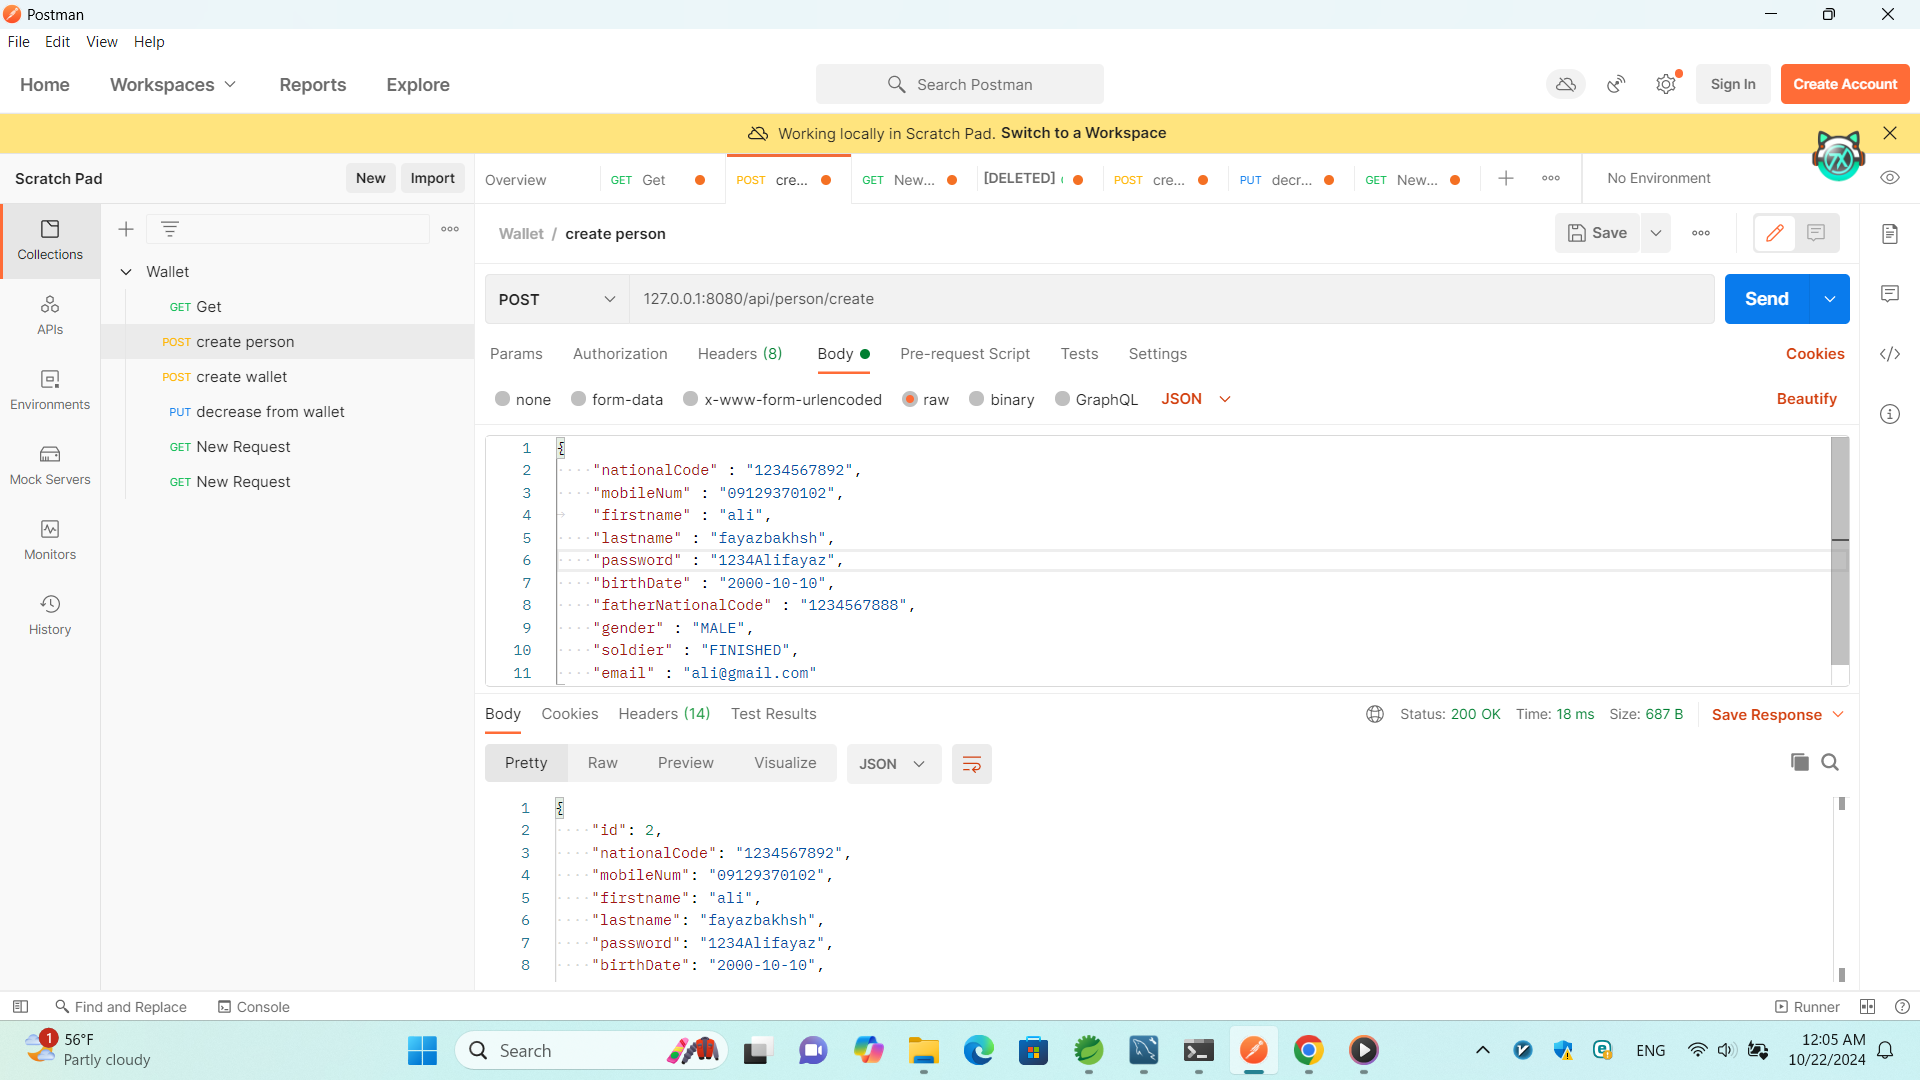 Postman
File Edit View Help
Home Workspaces Reports Explore Search Postman Sign In Create Account
Working locally in Scratch Pad. Switch to a Workspace
Scratch Pad New Import Overview GET Get POST cre... GET New... [DELETED] POST cre... PUT decr... GET New... No Environment
Collections
APIs
Environments
Mock Servers
Monitors
History
Wallet
GET Get
POST create person
POST create wallet
PUT decrease from wallet
GET New Request
GET New Request
Wallet / create person Save
POST 127.0.0.1:8080/api/person/create Send
Params Authorization Headers (8) Body Pre-request Script Tests Settings Cookies
none form-data x-www-form-urlencoded raw binary GraphQL JSON Beautify
1 {
2 "nationalCode" : "1234567892",
3 "mobileNum" : "09129370102",
4 "firstname" : "ali",
5 "lastname" : "fayazbakhsh",
6 "password" : "1234Alifayaz",
7 "birthDate" : "2000-10-10",
8 "fatherNationalCode" : "1234567888",
9 "gender" : "MALE",
10 "soldier" : "FINISHED",
11 "email" : "ali@gmail.com"
Body Cookies Headers (14) Test Results Status: 200 OK Time: 18 ms Size: 687 B Save Response
Pretty Raw Preview Visualize JSON
1 {
2 "id": 2,
3 "nationalCode": "1234567892",
4 "mobileNum": "09129370102",
5 "firstname": "ali",
6 "lastname": "fayazbakhsh",
7 "password": "1234Alifayaz",
8 "birthDate": "2000-10-10",
Find and Replace Console Runner
1 56°F
Partly cloudy
Search
ENG
12:05 AM
10/22/2024